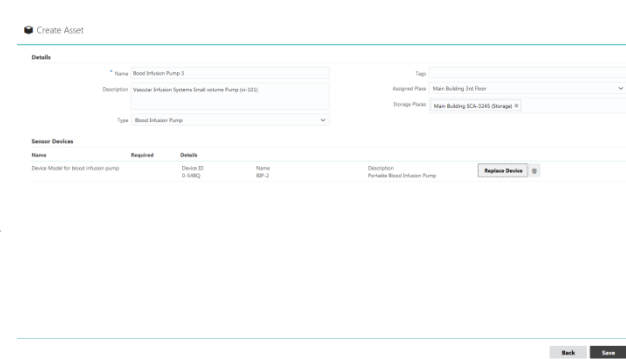 Create Asset
Details
* Name Bood Infusion Pump 3
Tags
Description Vascular Infusion Systems Small volume Pump (vi-101)
Assigned Place Main Building 3rd Floor
Storage Places Main Building SCA-3245 (Storage) ×
Type Blood Infusion Pump
Sensor Devices
Name Required Details
Device Model for blood infusion pump Device ID Name Description Replace Device
0-548Q BIP-2 Portable Blood Infusion Pump
Back Save